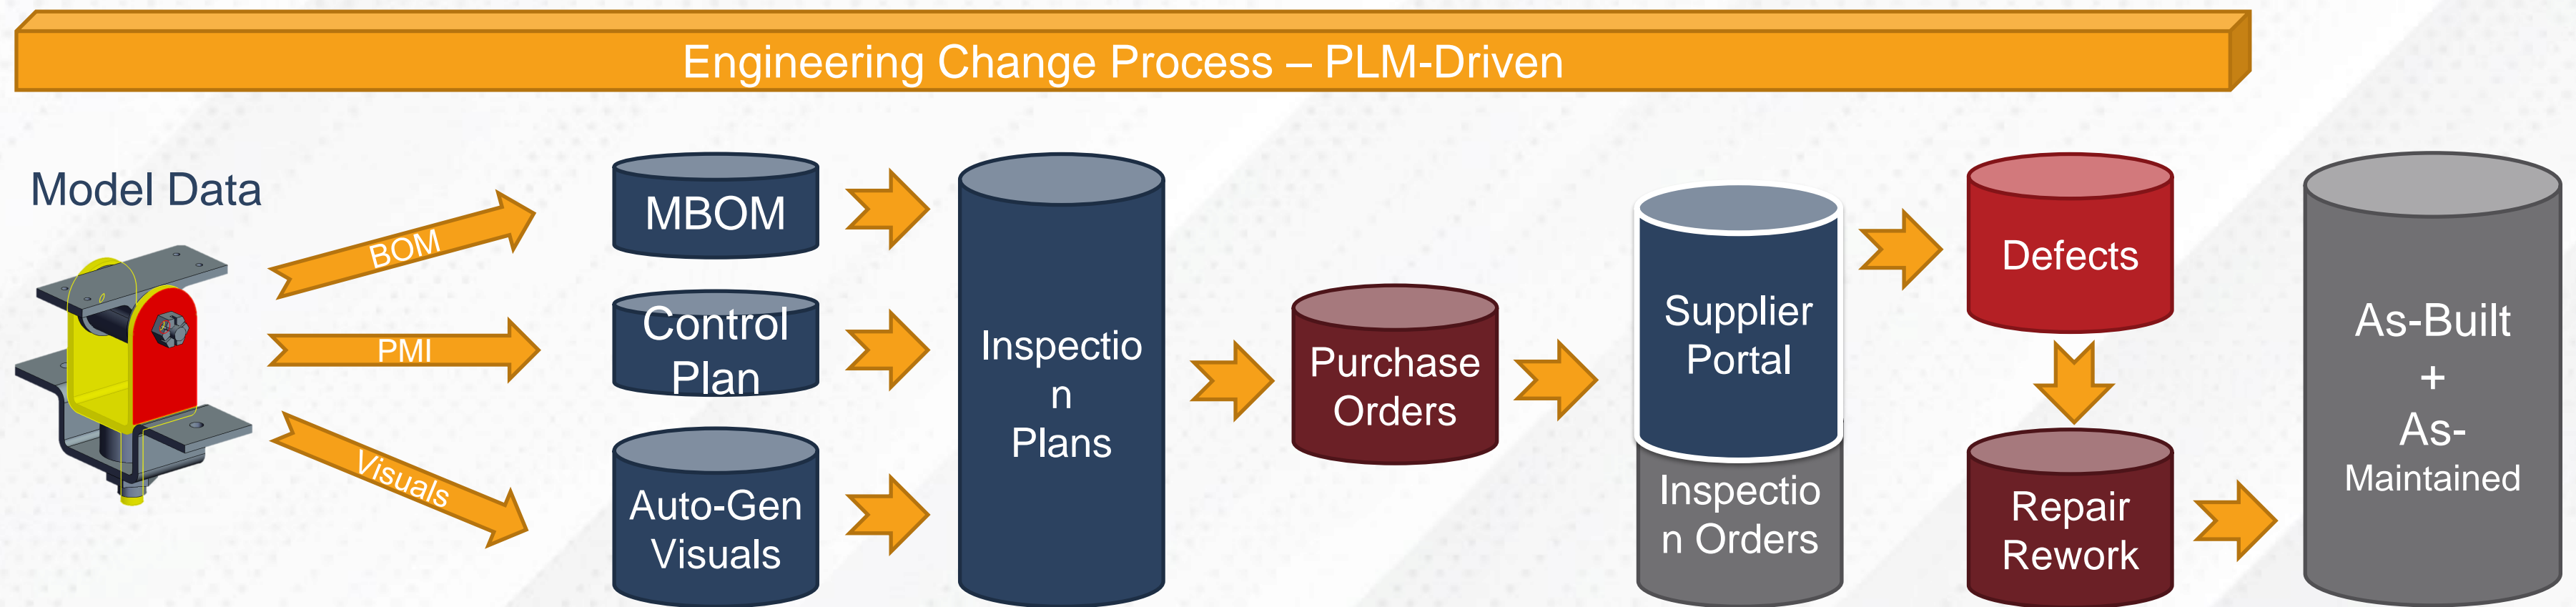 Engineering Change Process – PLM-Driven
Model Data
BOM
PMI
Visuals
MBOM
Control
Plan
Auto-Gen
Visuals
Inspectio
n
Plans
Purchase
Orders
Supplier
Portal
Inspectio
n Orders
Defects
Repair
Rework
As-Built
+
As-
Maintained